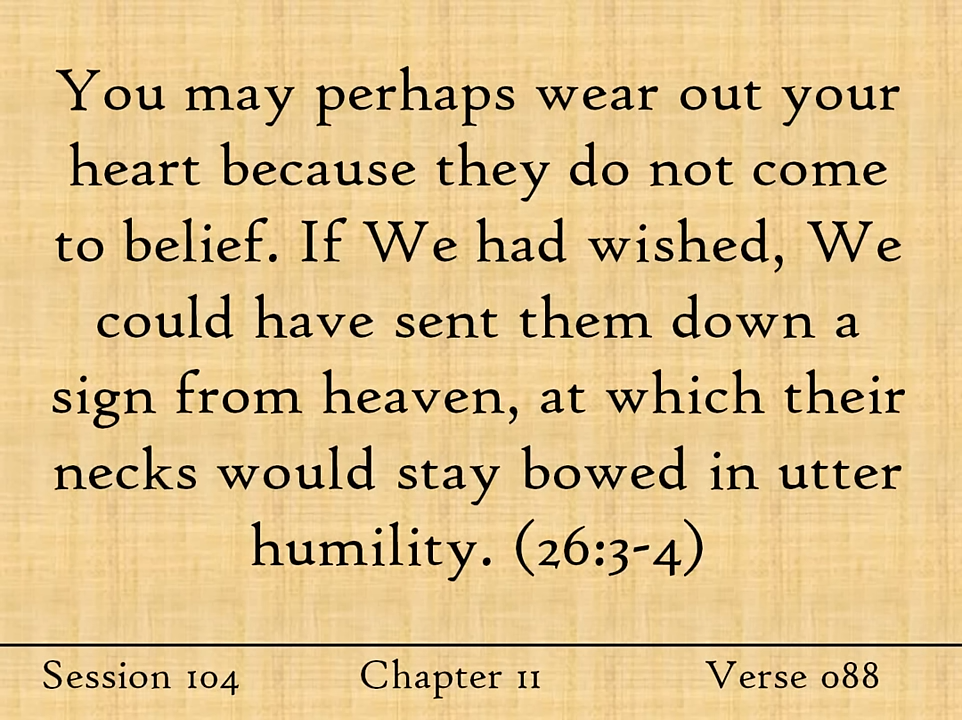 You may perhaps wear out your
heart because they do not come
to belief. If We had wished, We
could have sent them down a
sign from heaven, at which their
necks would stay bowed in utter
humility. (26:3-4)
Session 104 Chapter 11 Verse 088